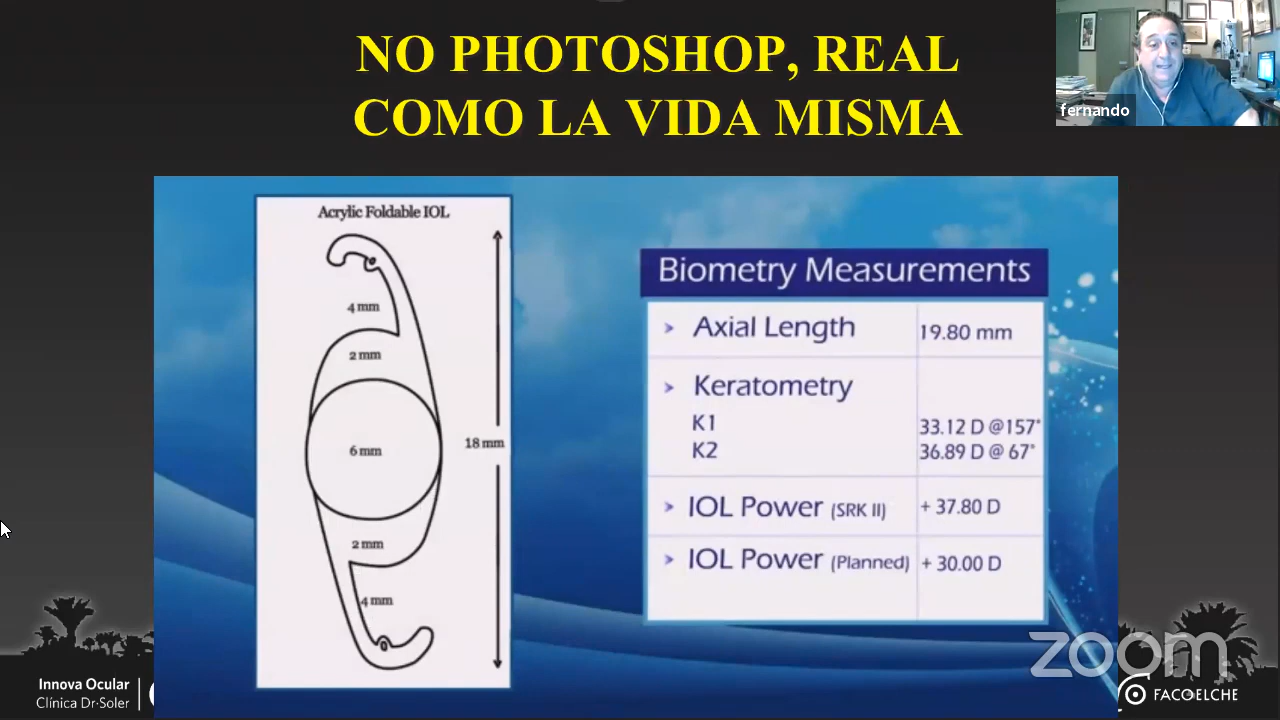 NO PHOTOSHOP, REAL
COMO LA VIDA MISMA
fernando
Acrylic Foldable IOL
4 mm
2 mm
6 mm
18 mm
2 mm
4 mm
Biometry Measurements
Axial Length 19.80 mm
Keratometry
K1 33.12 D @157°
K2 36.89 D @ 67°
IOL Power (SRK II) + 37.80 D
IOL Power (Planned) + 30.00 D
zoom
Innova Ocular
Clínica Dr·Soler
FACOELCHE